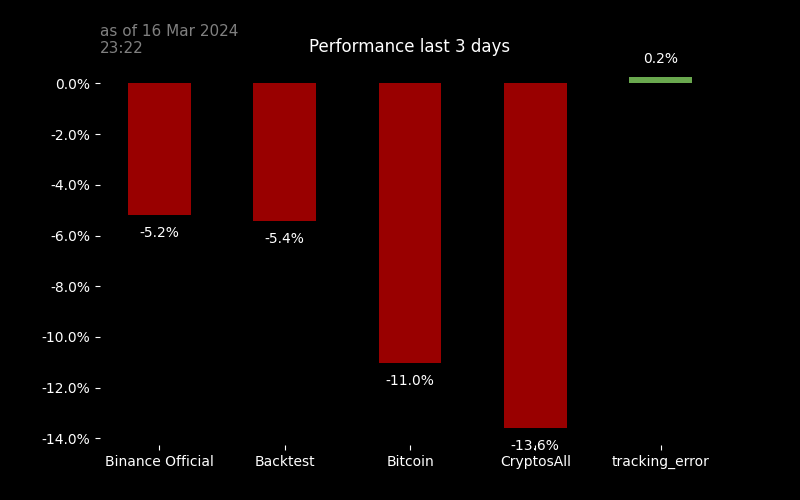 as of 16 Mar 2024
23:22
Performance last 3 days
0.2%
0.0%
-2.0%
-4.0%
-5.2%
-6.0%
-5.4%
-8.0%
-10.0%
-12.0%
-11.0%
-14.0%
-13.6%
Binance Official
Backtest
Bitcoin
CryptosAll
tracking_error